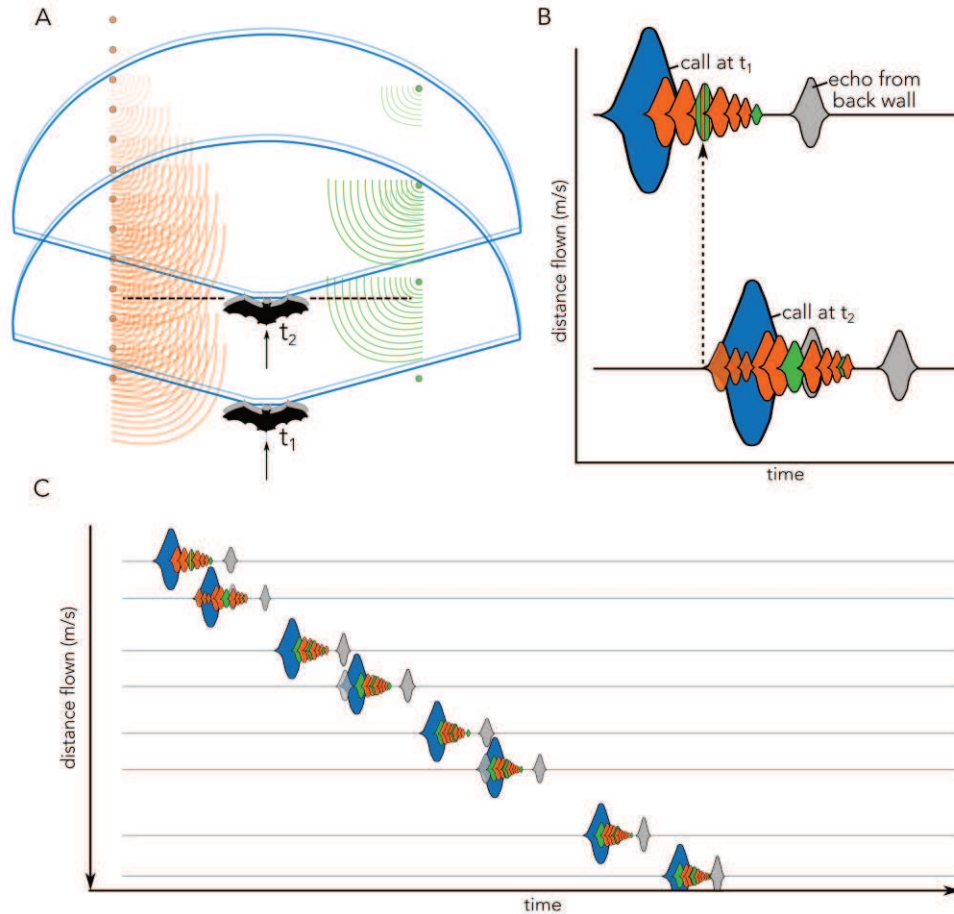 A
t₂
t₁
B
call at t₁
echo from
back wall
call at t₂
distance flown (m/s)
time
C
distance flown (m/s)
time